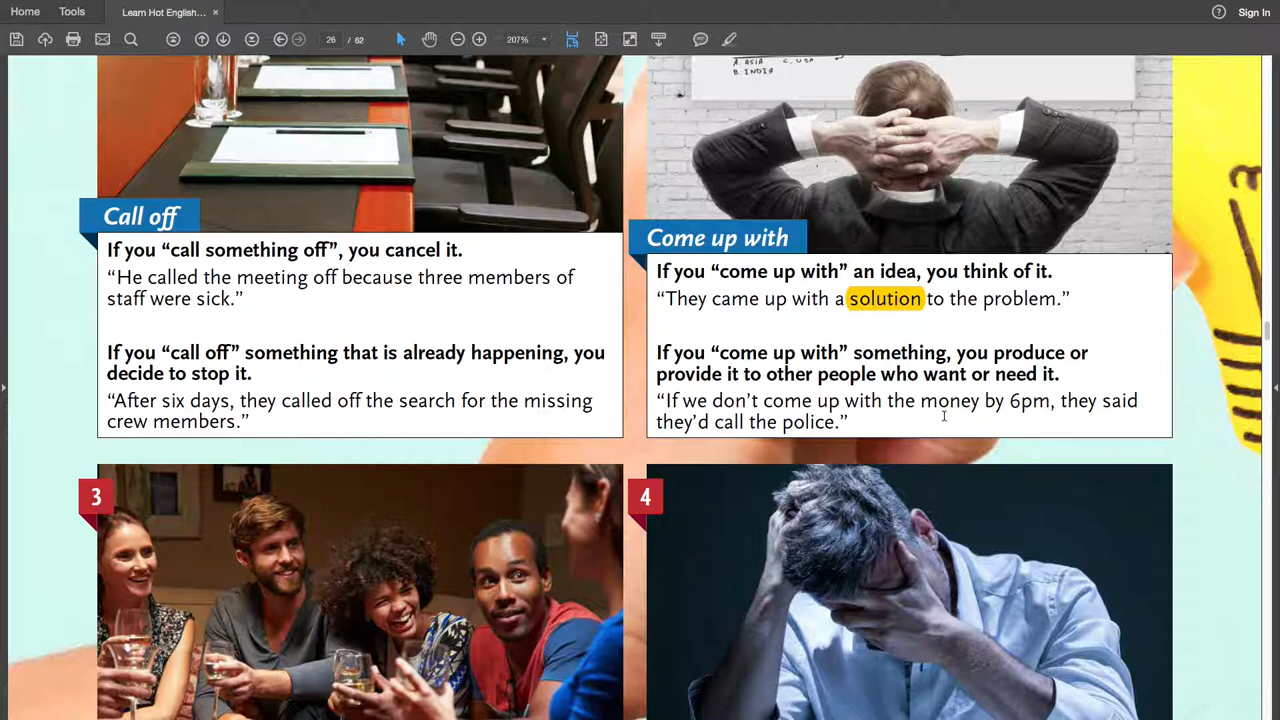 Home
Tools
Learn Hot English...
×
Sign In
26 / 62
207%
A. ASIA C. USA
B. INDIA
Call off
If you “call something off”, you cancel it.
“He called the meeting off because three members of
staff were sick.”
If you “call off” something that is already happening, you
decide to stop it.
“After six days, they called off the search for the missing
crew members.”
Come up with
If you “come up with” an idea, you think of it.
“They came up with a solution to the problem.”
If you “come up with” something, you produce or
provide it to other people who want or need it.
“If we don’t come up with the money by 6pm, they said
they’d call the police.”
3
4